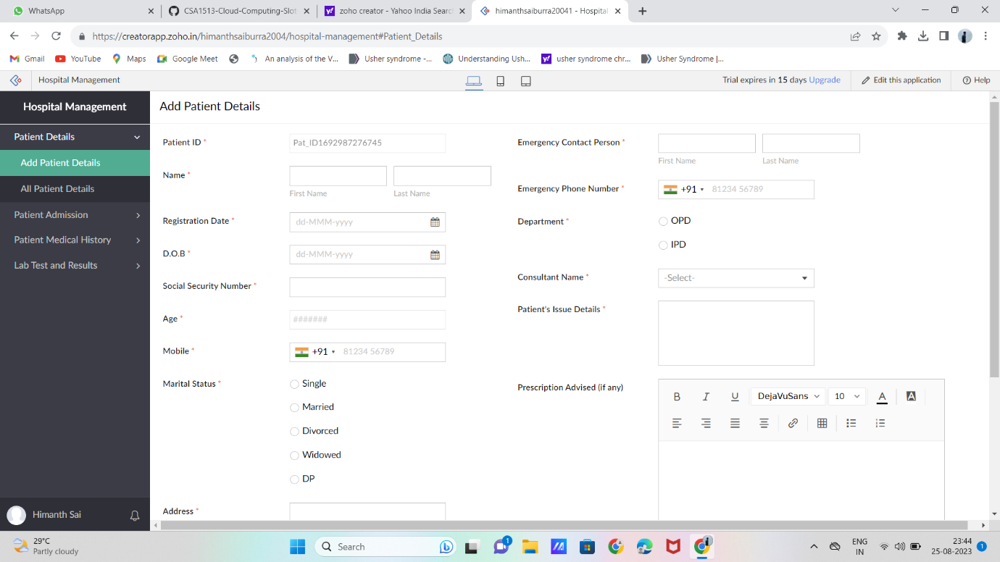 WhatsApp
CSA1513-Cloud-Computing-Slot
zoho creator - Yahoo India Searc
himanthsaiburra20041 - Hospital
https://creatorapp.zoho.in/himanthsaiburra2004/hospital-management#Patient_Details
Gmail
YouTube
Maps
Google Meet
An analysis of the V...
Usher syndrome -...
Understanding Ush...
usher syndrome chr...
Usher Syndrome |...
Hospital Management
Trial expires in 15 days Upgrade
Edit this application
Help
Hospital Management
Patient Details
Add Patient Details
All Patient Details
Patient Admission
Patient Medical History
Lab Test and Results
Himanth Sai
Add Patient Details
Patient ID *
Pat_ID1692987276745
Name *
First Name
Last Name
Registration Date *
dd-MMM-yyyy
D.O.B *
dd-MMM-yyyy
Social Security Number *
Age *
#######
Mobile *
+91
81234 56789
Marital Status *
Single
Married
Divorced
Widowed
DP
Address *
Emergency Contact Person *
First Name
Last Name
Emergency Phone Number *
+91
81234 56789
Department *
OPD
IPD
Consultant Name *
-Select-
Patient's Issue Details *
Prescription Advised (if any)
B
I
U
DejaVuSans
10
A
A
29°C
Partly cloudy
Search
1
ENG
IN
23:44
25-08-2023
1